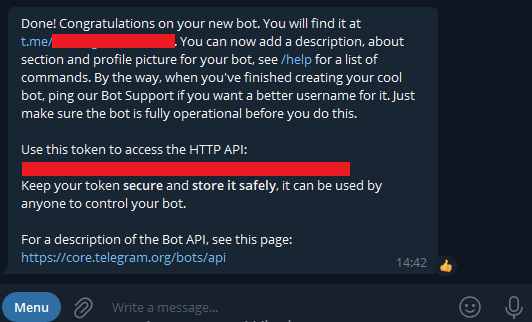 Done! Congratulations on your new bot. You will find it at
t.me/ . You can now add a description, about
section and profile picture for your bot, see /help for a list of
commands. By the way, when you've finished creating your cool
bot, ping our Bot Support if you want a better username for it. Just
make sure the bot is fully operational before you do this.
Use this token to access the HTTP API:
Keep your token secure and store it safely, it can be used by
anyone to control your bot.
For a description of the Bot API, see this page:
https://core.telegram.org/bots/api
14:42
Menu
Write a message...